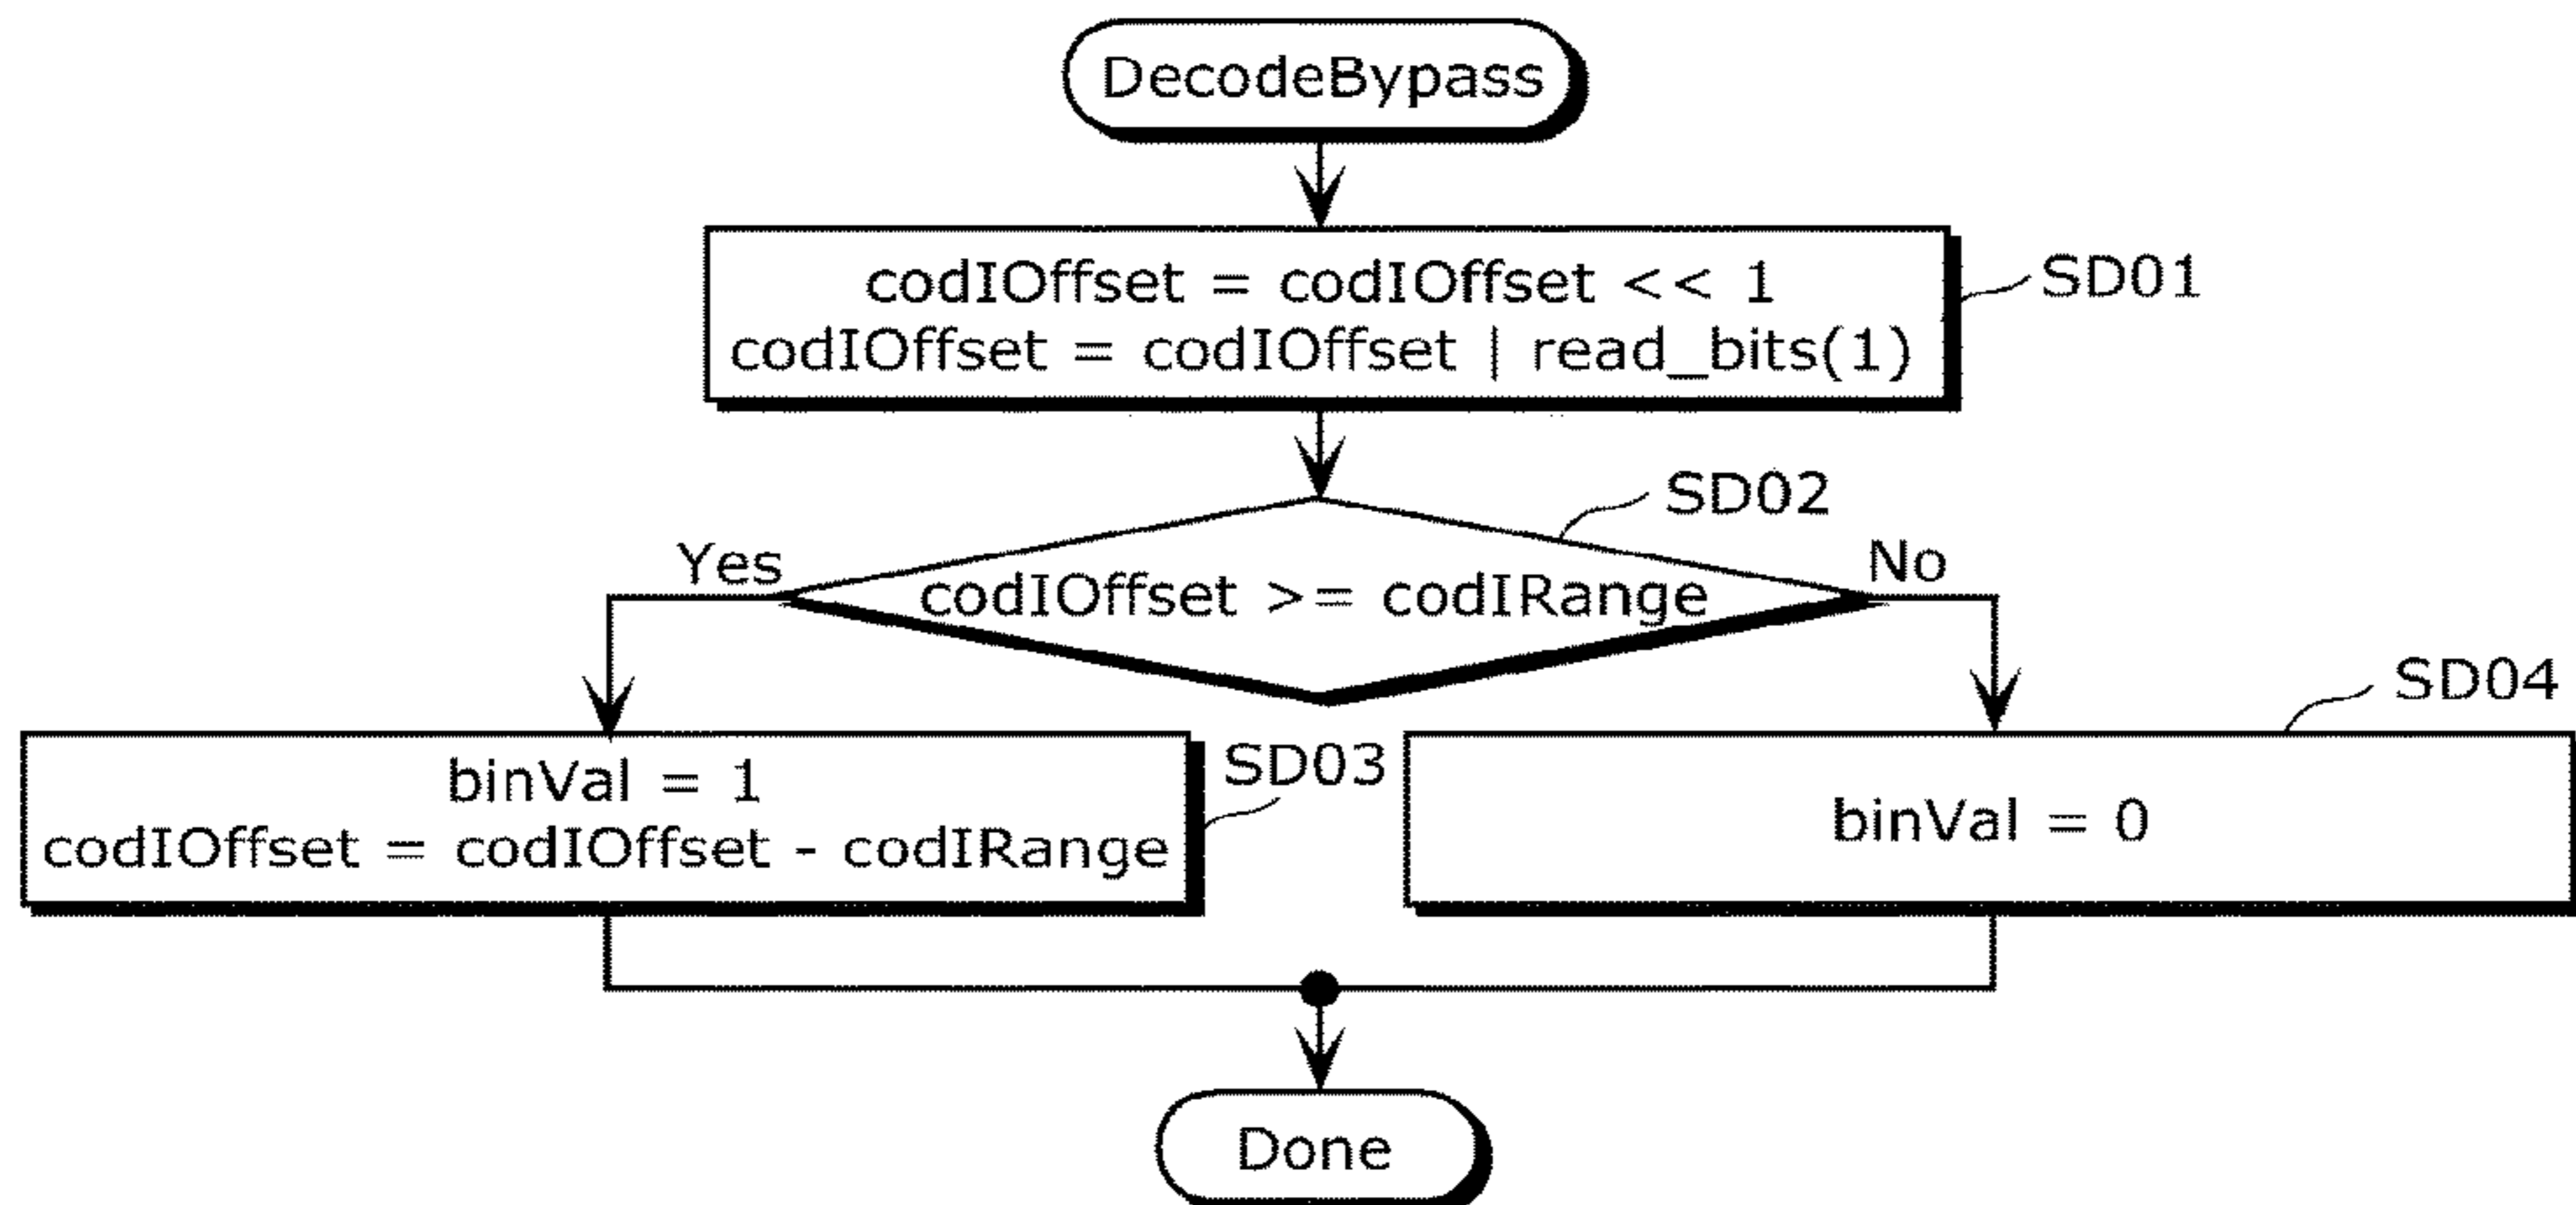 DecodeBypass
codIOffset = codIOffset << 1
codIOffset = codIOffset | read_bits(1)
SD01
SD02
Yes
codIOffset >= codIRange
No
SD04
SD03
binVal = 1
codIOffset = codIOffset - codIRange
binVal = 0
Done